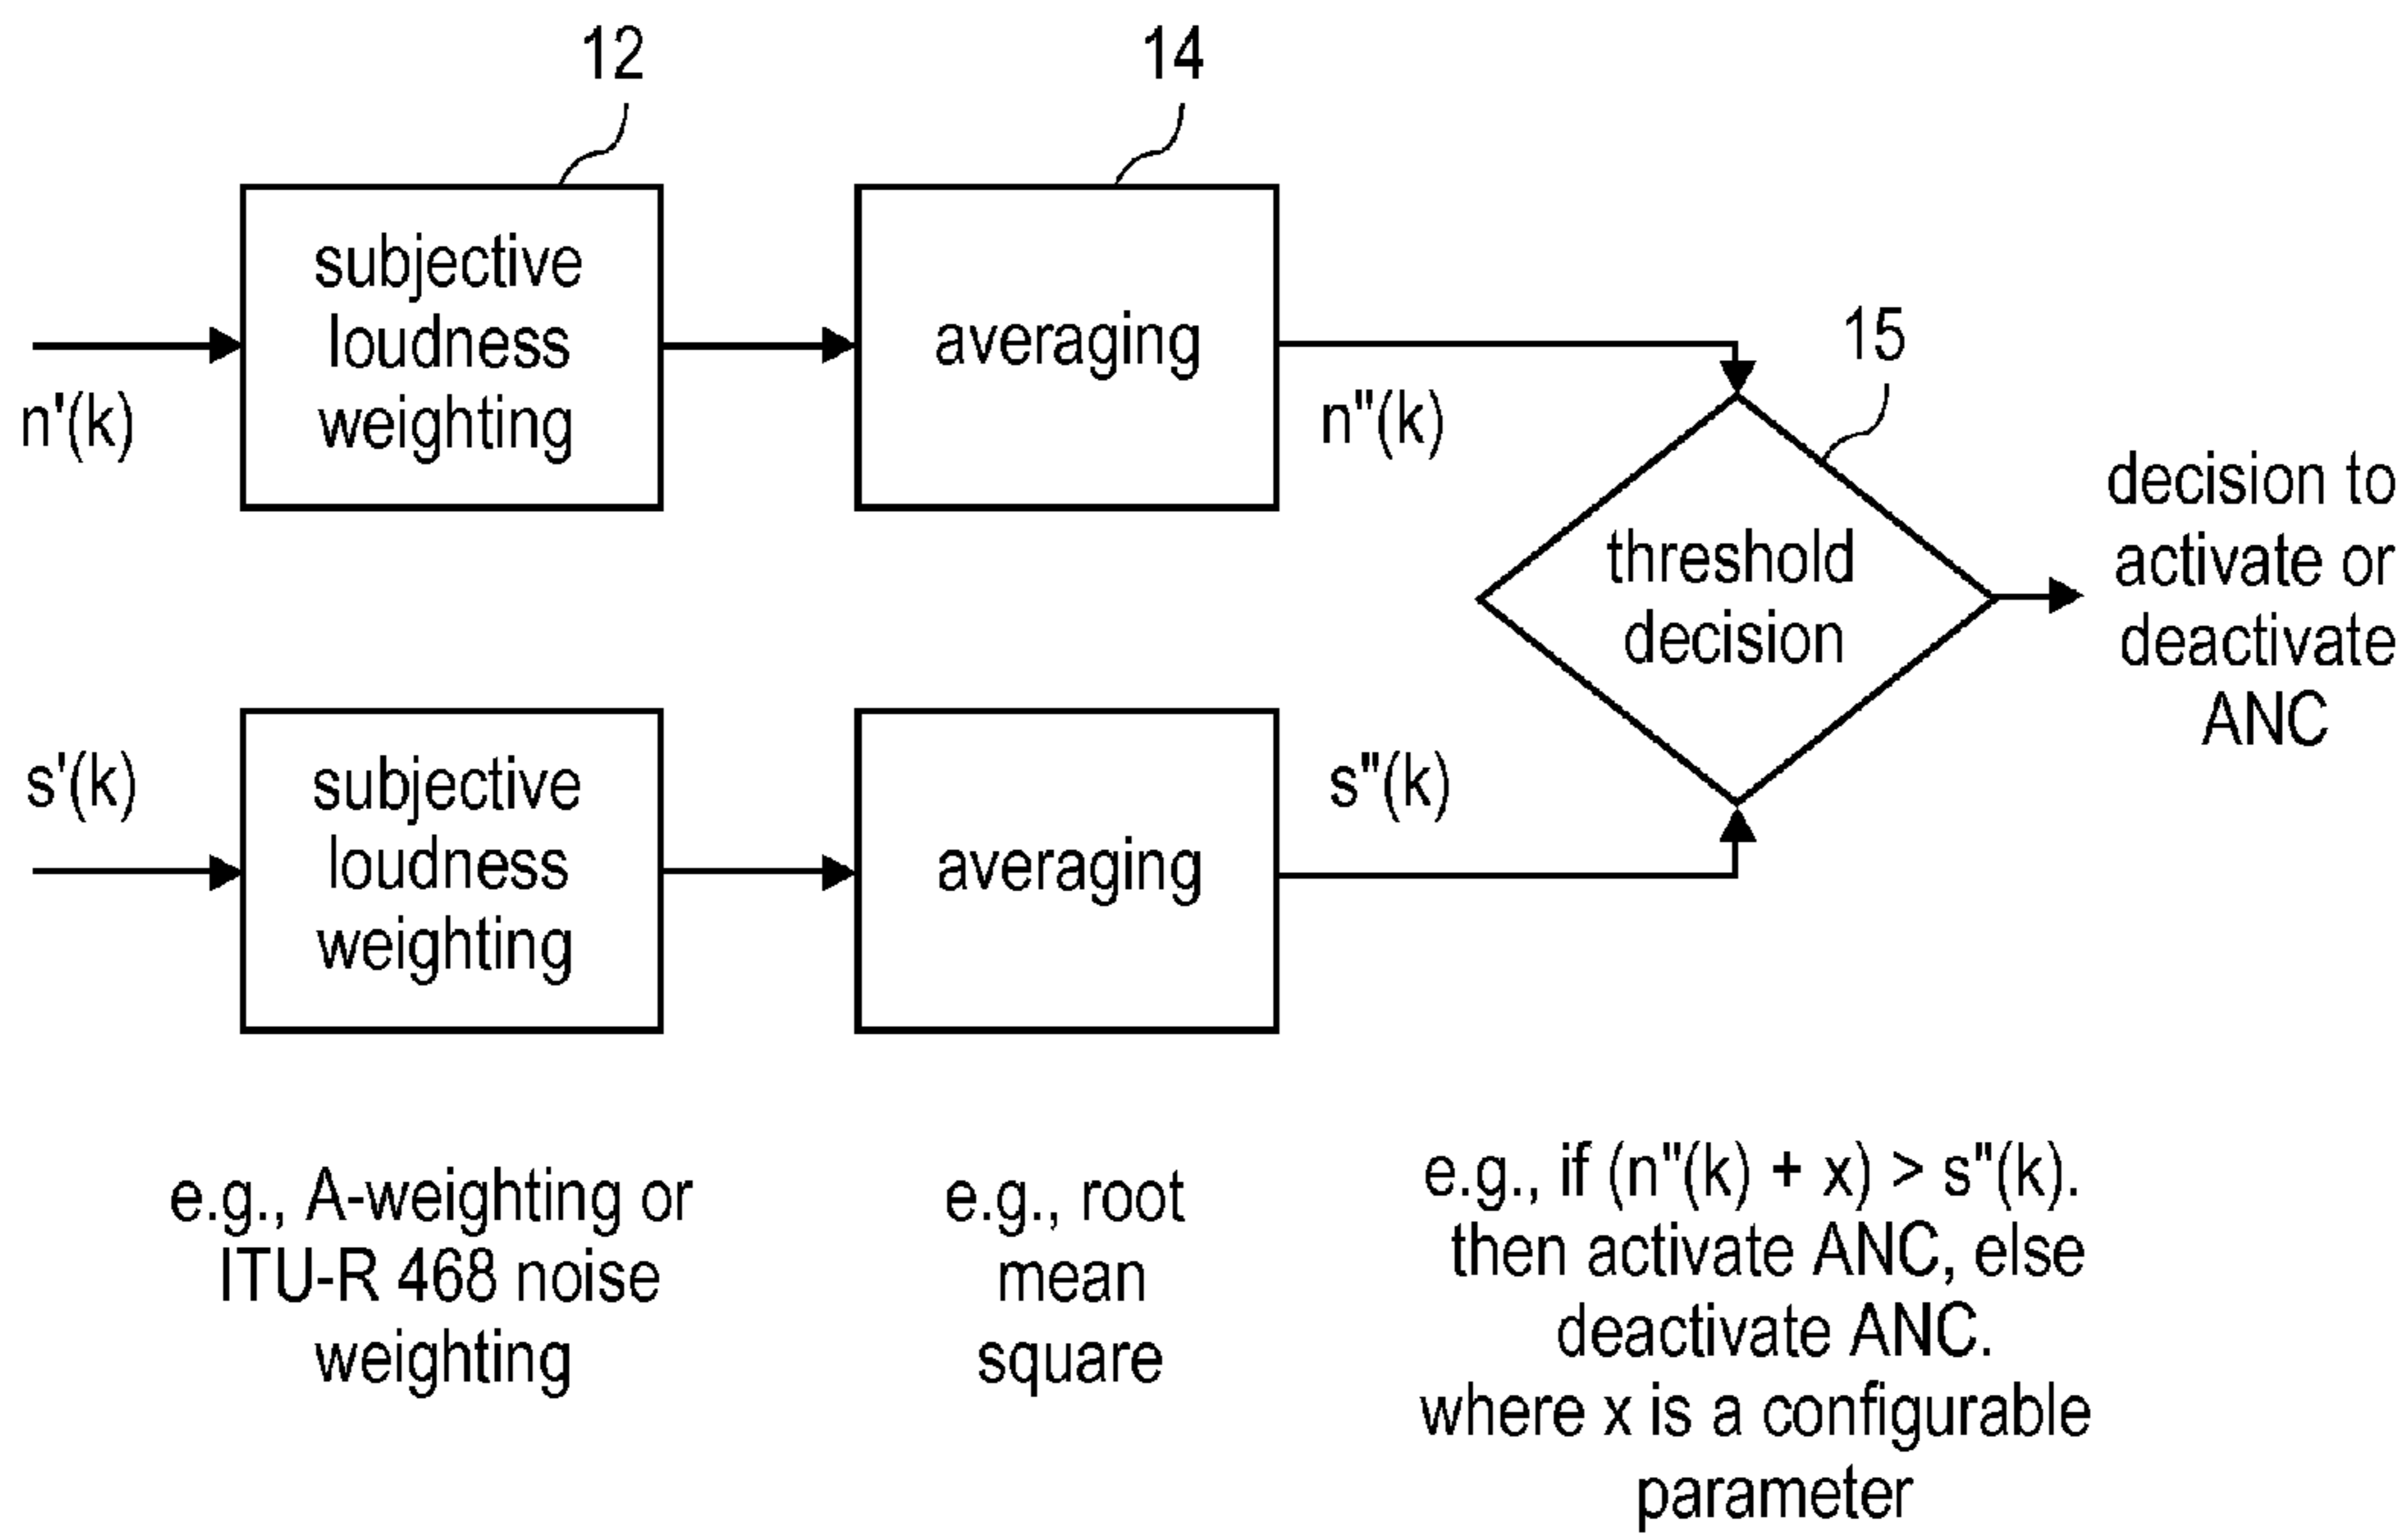 12
14
subjective
loudness
weighting
averaging
15
n'(k)
n"(k)
threshold
decision
decision to
activate or
deactivate
ANC
s'(k)
subjective
loudness
weighting
averaging
s"(k)
e.g., A-weighting or
ITU-R 468 noise
weighting
e.g., root
mean
square
e.g., if (n"(k) + x) > s"(k).
then activate ANC, else
deactivate ANC.
where x is a configurable
parameter